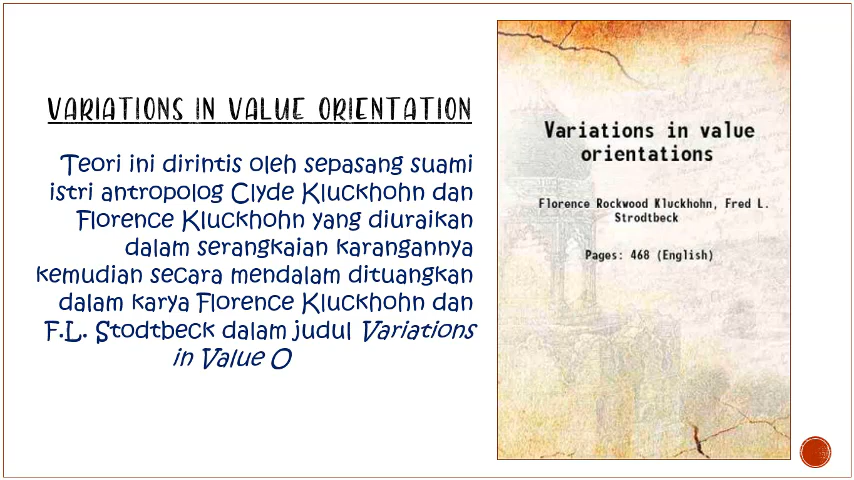 VARIATIONS IN VALUE ORIENTATION
Teori ini dirintis oleh sepasang suami
istri antropolog Clyde Kluckhohn dan
Florence Kluckhohn yang diuraikan
dalam serangkaian karangannya
kemudian secara mendalam dituangkan
dalam karya Florence Kluckhohn dan
F.L. Stodtbeck dalam judul Variations
in Value O
Variations in value
orientations
Florence Rockwood Kluckhohn, Fred L.
Strodtbeck
Pages: 468 (English)